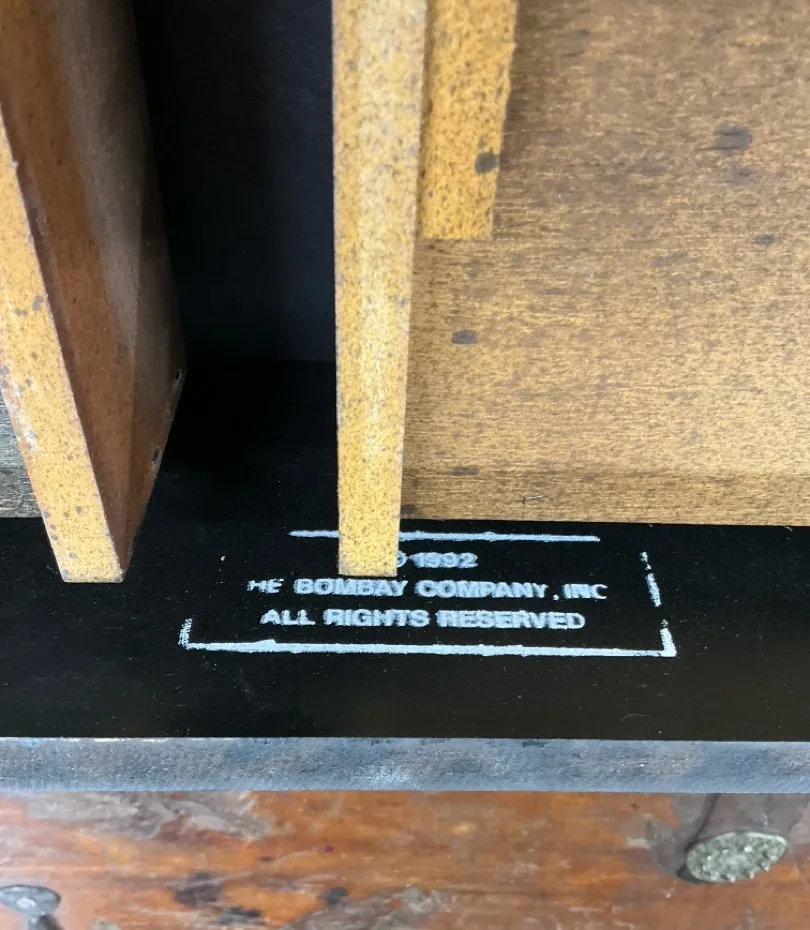 © 1992
HE BOMBAY COMPANY, INC
ALL RIGHTS RESERVED